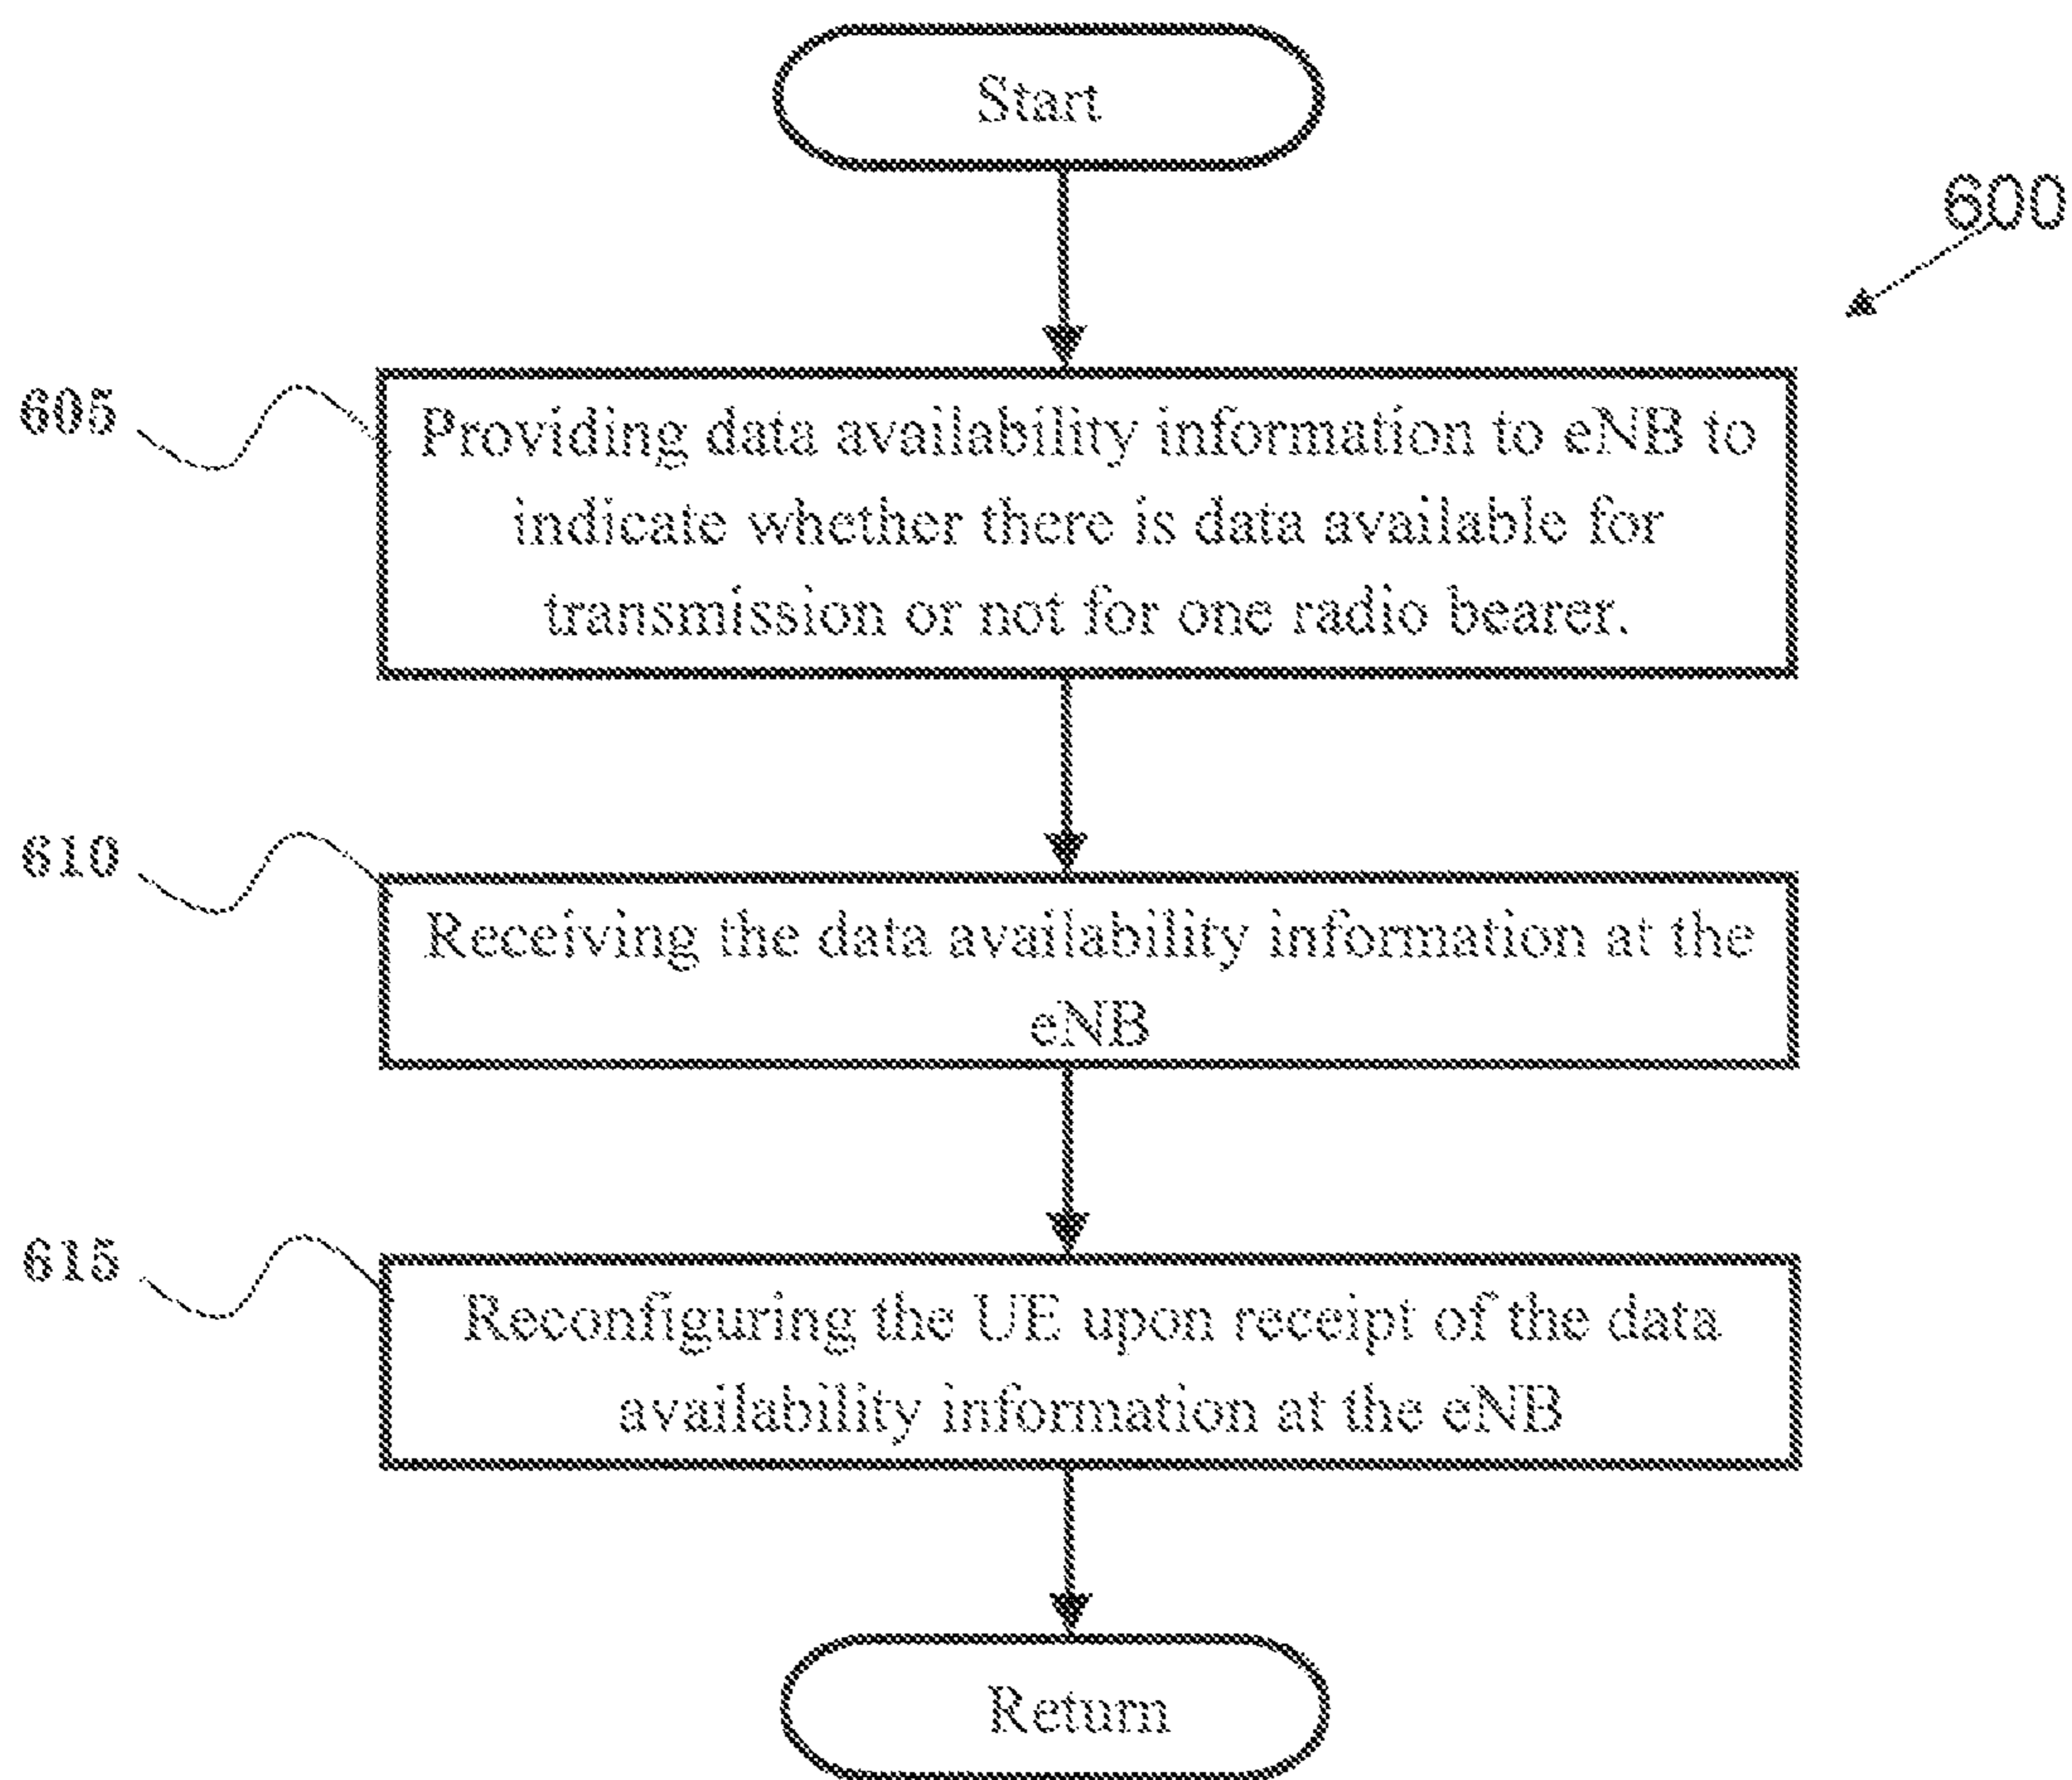 Start
600
605
Providing data availability information to eNB to
indicate whether there is data available for
transmission or not for one radio bearer.
610
Receiving the data availability information at the
eNB
615
Reconfiguring the UE upon receipt of the data
availability information at the eNB
Return